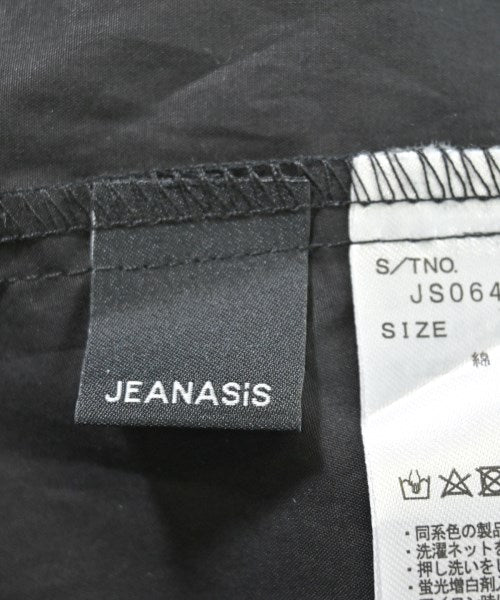 JEANASiS
S/TNO.
JS064
SIZE
綿
・同系色の製品
・洗濯ネットを
・押し洗いをし
・蛍光増白剤